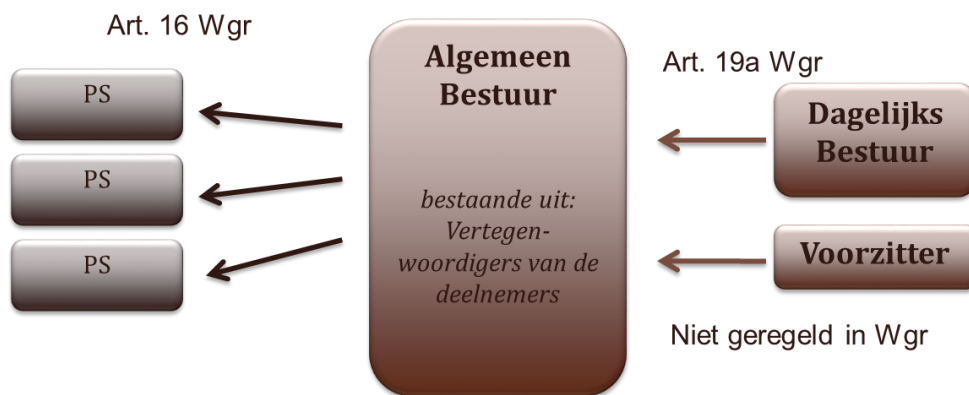 Art. 16 Wgr
PS
PS
PS
Algemeen
Bestuur
bestaande uit:
Vertegen-
woordigers van de
deelnemers
Art. 19a Wgr
Dagelijks
Bestuur
Voorzitter
Niet geregeld in Wgr